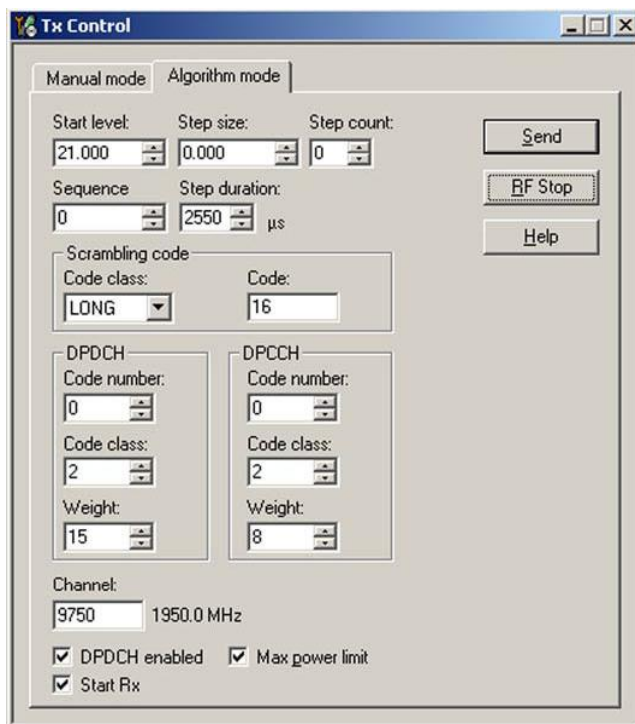 Tx Control
Manual mode Algorithm mode
Start level: Step size: Step count:
21.000 0.000 0
Send
Sequence Step duration:
0 2550 µs
RF Stop
Help
Scrambling code
Code class: Code:
LONG 16
DPDCH DPCCH
Code number: Code number:
0 0
Code class: Code class:
2 2
Weight: Weight:
15 8
Channel:
9750 1950.0 MHz
DPDCH enabled Max power limit
Start Rx